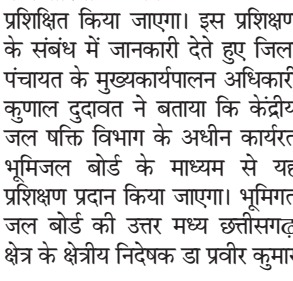 प्रशिक्षित किया जाएगा। इस प्रशिक्षण
के संबंध में जानकारी देते हुए जिल
पंचायत के मुख्यकार्यपालन अधिकारी
कुणाल दुदावत ने बताया कि केंद्रीय
जल षक्ति विभाग के अधीन कार्यरत
भूमिजल बोर्ड के माध्यम से यह
प्रशिक्षण प्रदान किया जाएगा। भूमिगत
जल बोर्ड की उत्तर मध्य छत्तीसगढ़
क्षेत्र के क्षेत्रीय निदेषक डा प्रवीर कुमार